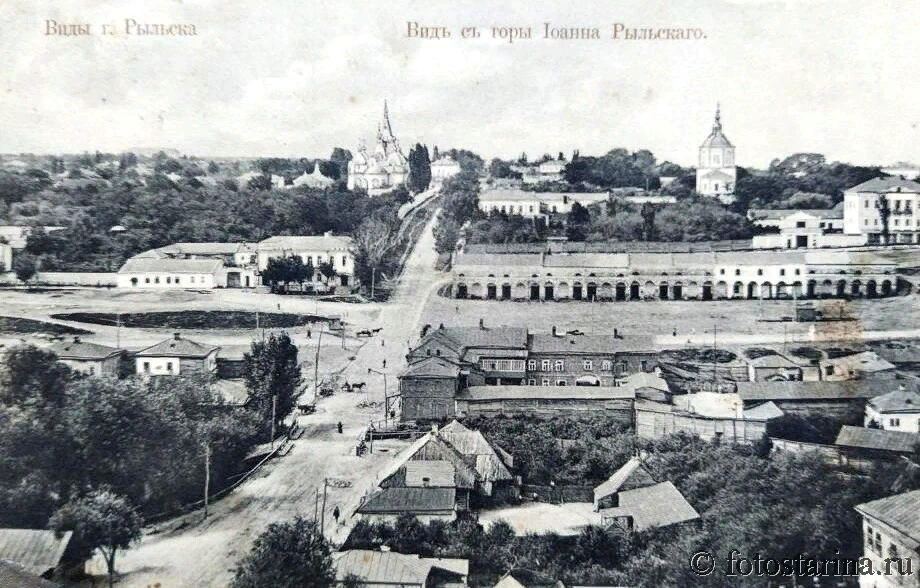 Виды г. Рыльска
Видъ съ горы Іоанна Рыльскаго.
© fotostarina.ru